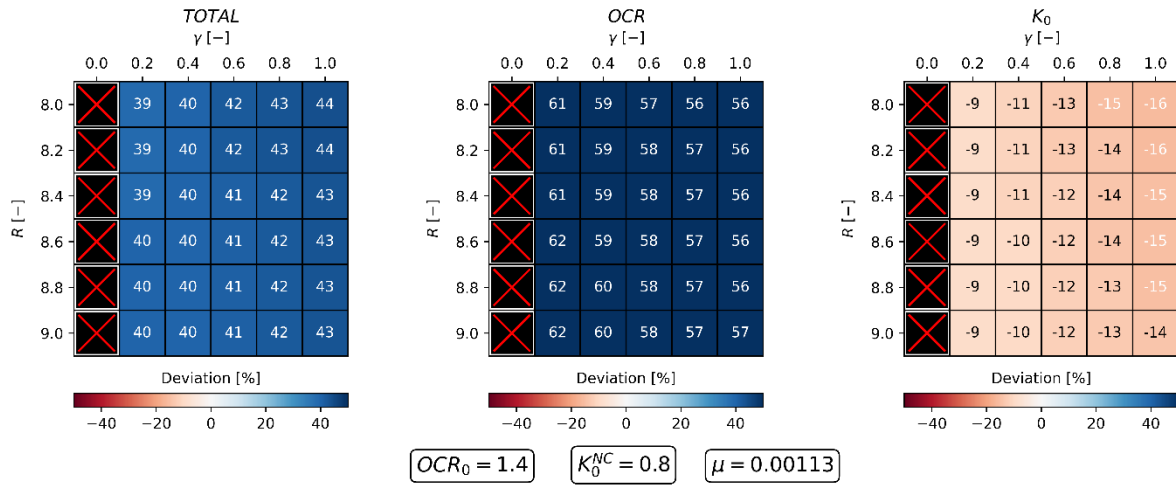 TOTAL
γ [−]
0.0 0.2 0.4 0.6 0.8 1.0
R [−]
8.0 39 40 42 43 44
8.2 39 40 42 43 44
8.4 39 40 41 42 43
8.6 40 40 41 42 43
8.8 40 40 41 42 43
9.0 40 40 41 42 43
Deviation [%]
−40 −20 0 20 40
OCR
γ [−]
0.0 0.2 0.4 0.6 0.8 1.0
61 59 57 56 56
61 59 58 57 56
61 59 58 57 56
62 59 58 57 56
62 60 58 57 56
62 60 58 57 57
R [−]
8.0
8.2
8.4
8.6
8.8
9.0
Deviation [%]
−40 −20 0 20 40
K₀
γ [−]
0.0 0.2 0.4 0.6 0.8 1.0
R [−]
8.0 -9 -11 -13 -15 -16
8.2 -9 -11 -13 -14 -16
8.4 -9 -11 -12 -14 -15
8.6 -9 -10 -12 -14 -15
8.8 -9 -10 -12 -13 -15
9.0 -9 -10 -12 -13 -14
Deviation [%]
−40 −20 0 20 40
OCR₀ = 1.4
K₀ᴺᶜ = 0.8
μ = 0.00113